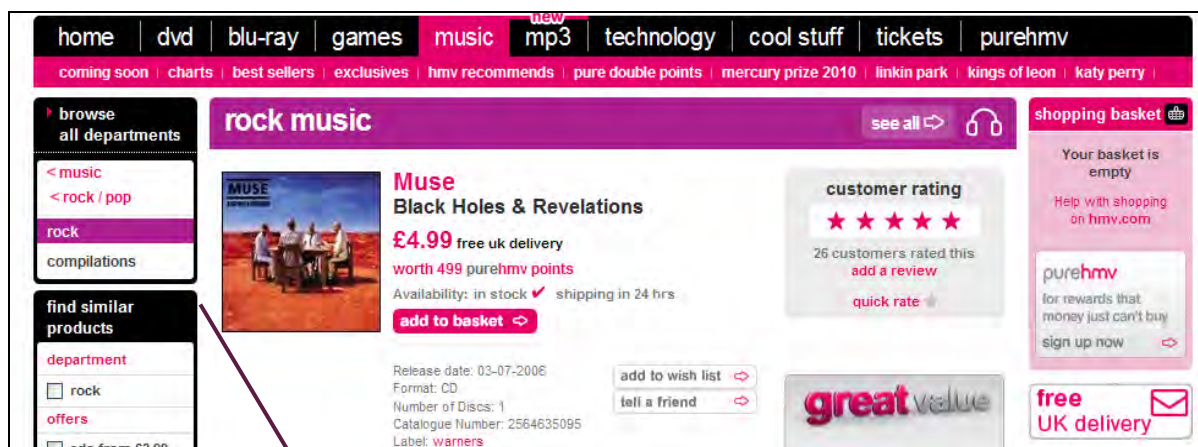 new
home dvd blu-ray games music mp3 technology cool stuff tickets purehmv
coming soon charts best sellers exclusives hmv recommends pure double points mercury prize 2010 linkin park kings of leon katy perry
browse
all departments
< music
< rock / pop
rock
compilations
find similar
products
department
rock
offers
rock music
see all
MUSE
Muse
Black Holes & Revelations
£4.99 free uk delivery
worth 499 purehmv points
Availability: in stock ✔ shipping in 24 hrs
add to basket
Release date: 03-07-2006
Format: CD
Number of Discs: 1
Catalogue Number: 2564635095
Label: warners
add to wish list
tell a friend
customer rating
26 customers rated this
add a review
quick rate
great value
shopping basket
Your basket is
empty
Help with shopping
on hmv.com
purehmv
for rewards that
money just can't buy
sign up now
free
UK delivery